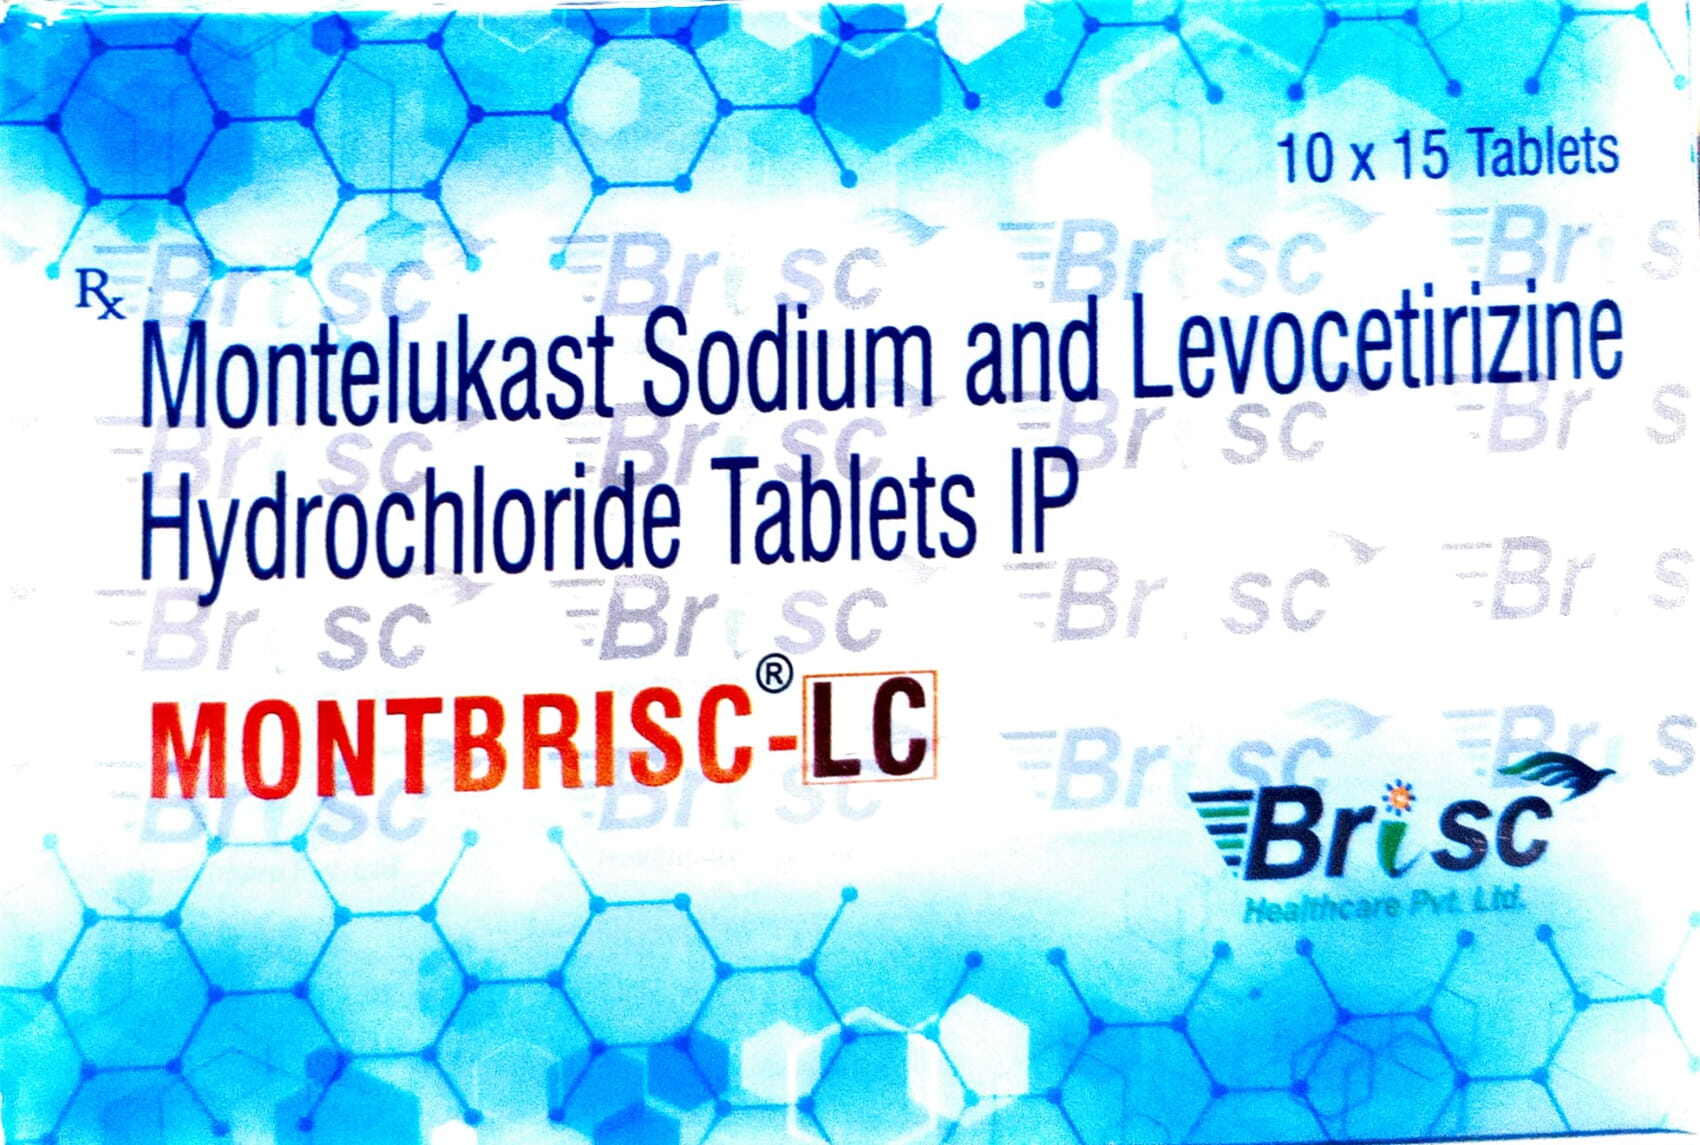 10 x 15 Tablets
Rx
Montelukast Sodium and Levocetirizine
Hydrochloride Tablets IP
MONTBRISC®-LC
Brisc
Healthcare Pvt. Ltd.